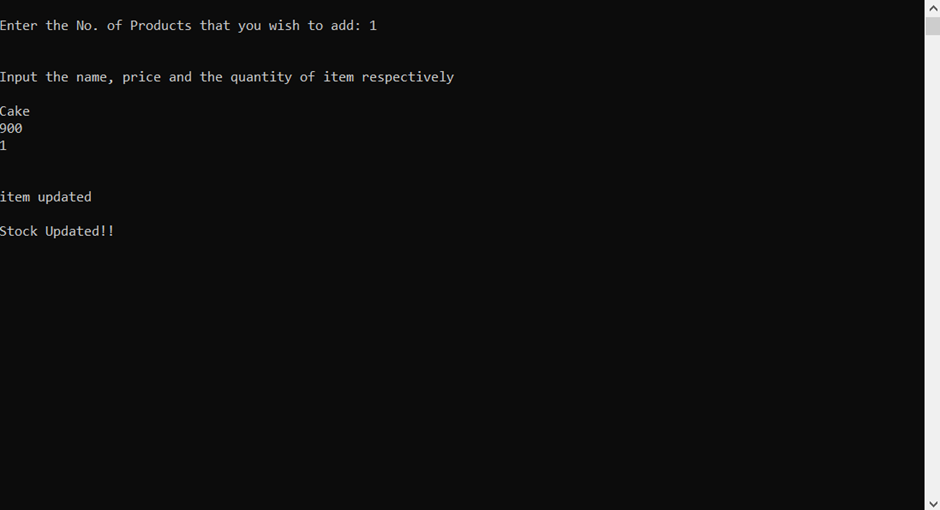 Enter the No. of Products that you wish to add: 1
Input the name, price and the quantity of item respectively
Cake
900
1
item updated
Stock Updated!!